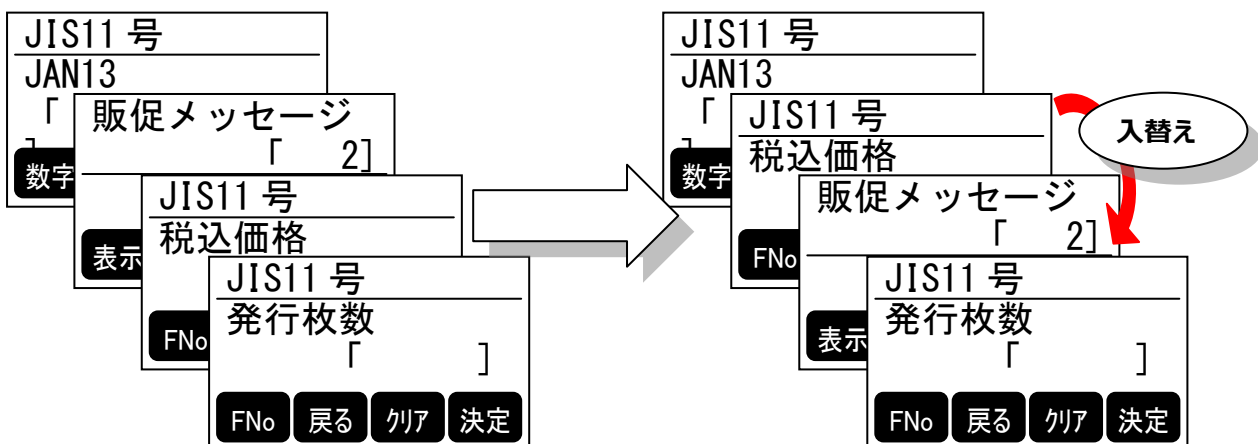 JIS11 号
JAN13
「
]
数字
販促メッセージ
「 2]
表示
JIS11 号
税込価格
FNo
JIS11 号
発行枚数
「 ]
FNo 戻る クリア 決定
JIS11 号
JAN13
「
]
数字
JIS11 号
税込価格
FNo
販促メッセージ
「 2]
表示
JIS11 号
発行枚数
「 ]
FNo 戻る クリア 決定
入替え